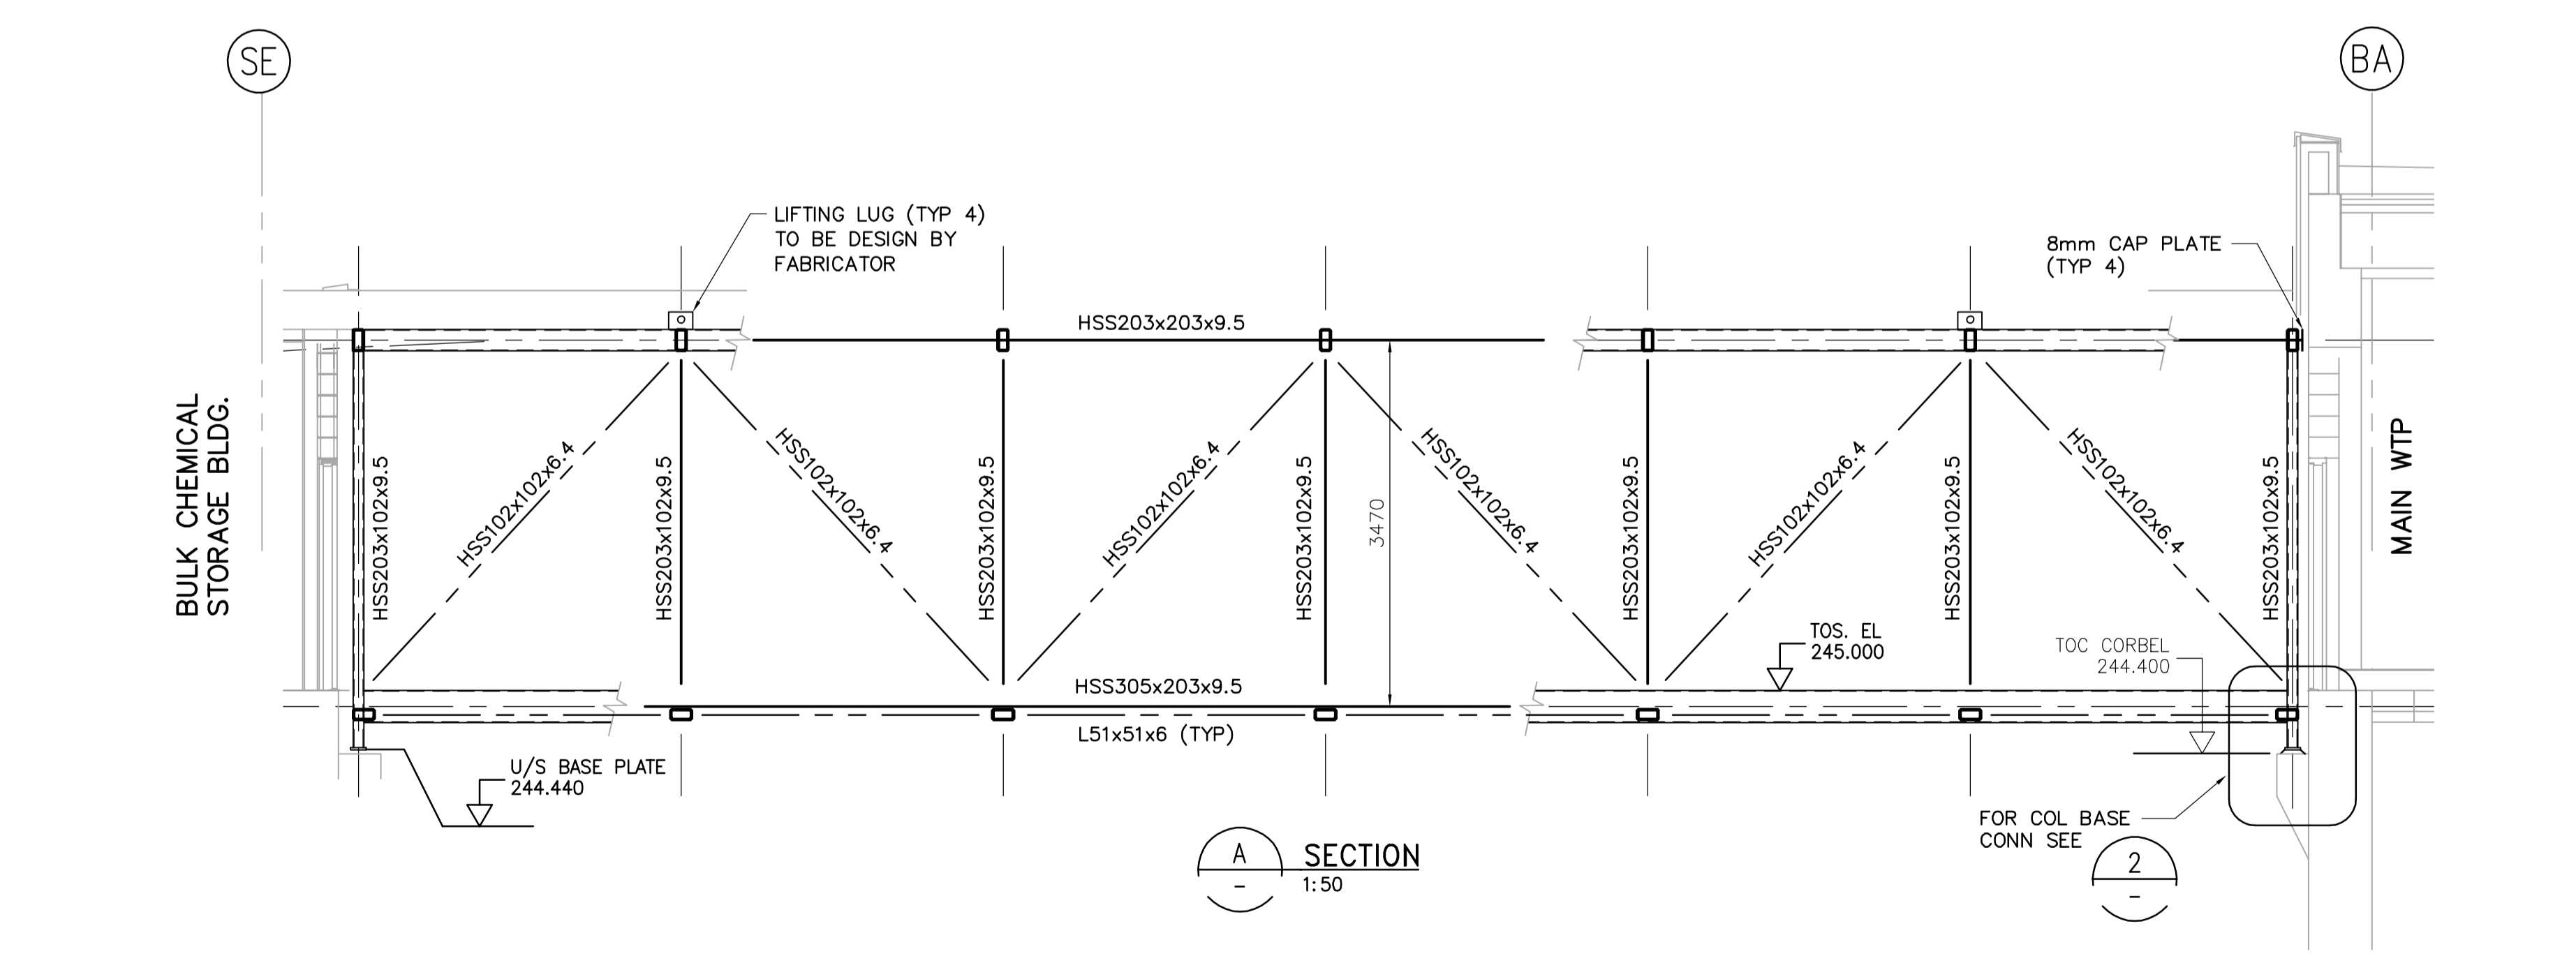 SE
BA
LIFTING LUG (TYP 4)
TO BE DESIGN BY
FABRICATOR
8mm CAP PLATE
(TYP 4)
HSS203x203x9.5
BULK CHEMICAL
STORAGE BLDG.
HSS203x102x9.5
HSS102x102x6.4
HSS203x102x9.5
HSS102x102x6.4
HSS203x102x9.5
HSS102x102x6.4
HSS203x102x9.5
3470
HSS102x102x6.4
HSS203x102x9.5
HSS102x102x6.4
HSS203x102x9.5
HSS102x102x6.4
HSS203x102x9.5
MAIN WTP
TOS. EL
245.000
TOC CORBEL
244.400
HSS305x203x9.5
L51x51x6 (TYP)
U/S BASE PLATE
244.440
FOR COL BASE
CONN SEE
2
-
A
-
SECTION
1:50